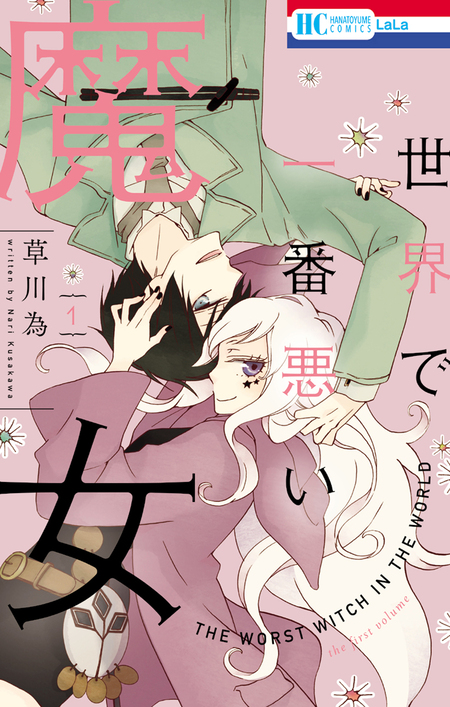 HC HANATOYUME COMICS LaLa
世界で
一番悪い
魔女
1
草川為
written by Nari Kusakawa
THE WORST WITCH IN THE WORLD
the first volume